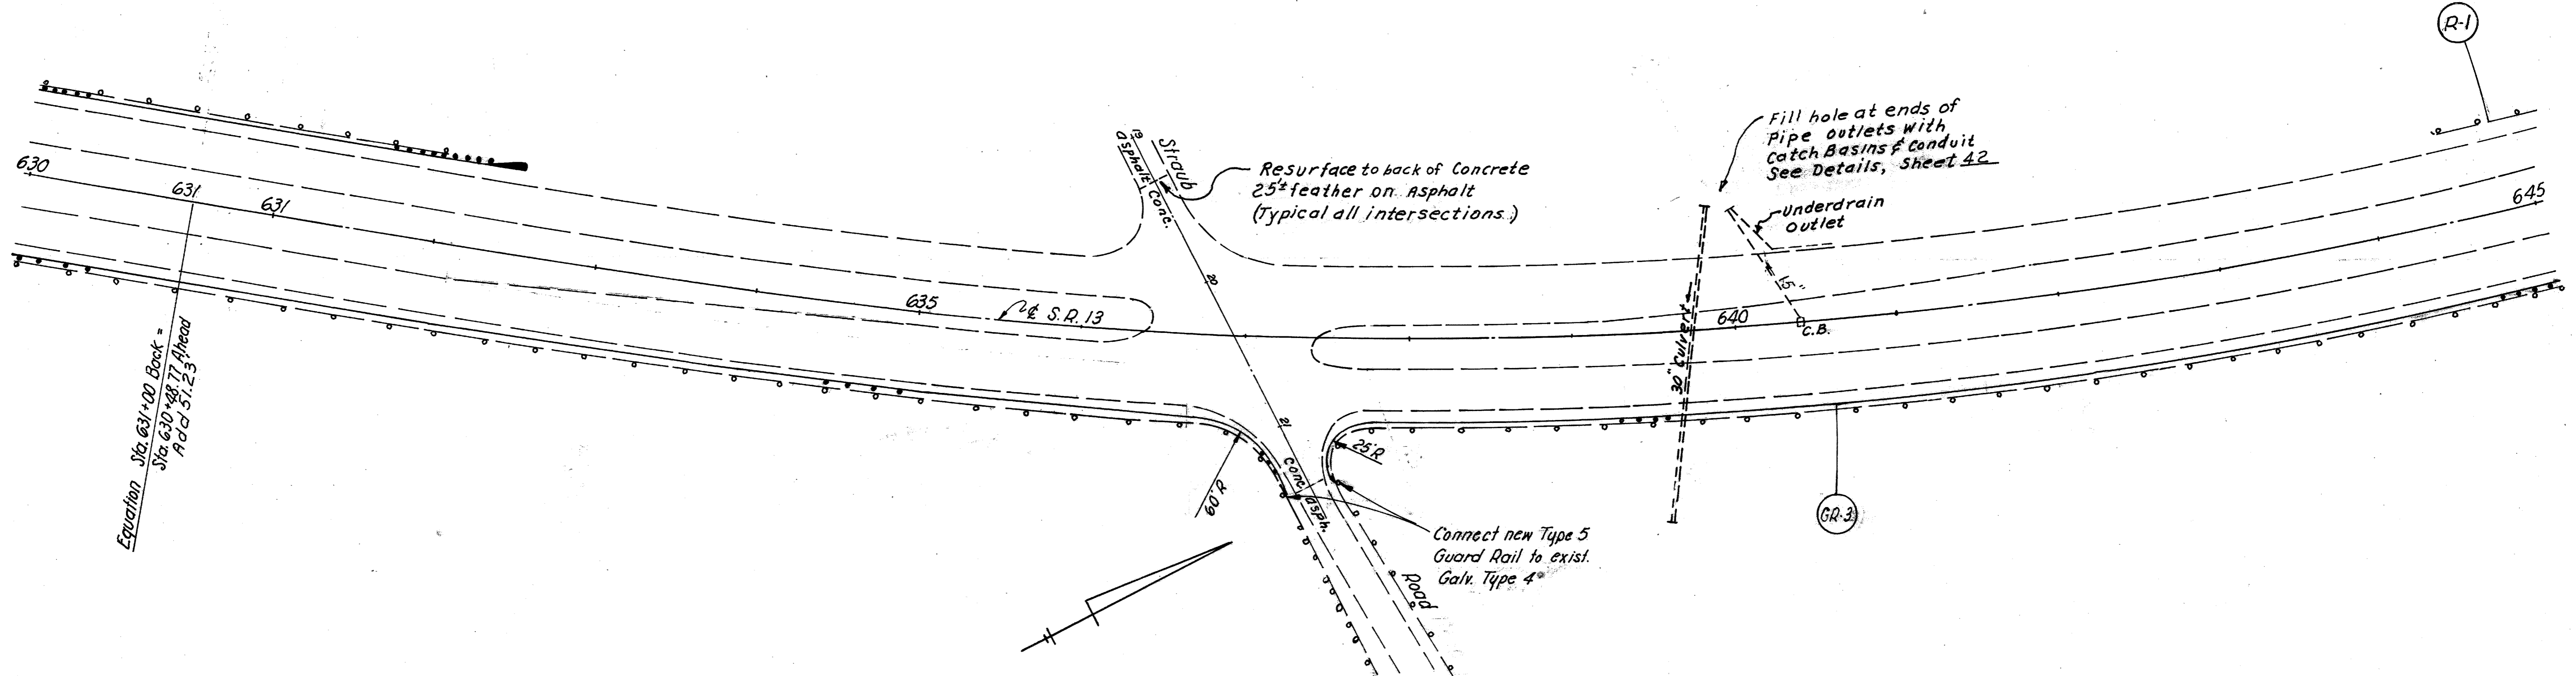 R-1
Fill hole at ends of
Pipe outlets with
Catch Basins & Conduit
See Details, Sheet 42
19
Straub
Asphalt
Conc.
Resurface to back of Concrete
25'± feather on Asphalt
(Typical all intersections.)
Underdrain
Outlet
630
631
631
635
℄ S.R. 13
20
640
15"
C.B.
645
30" Culvert
Equation Sta. 631+00 Back =
Sta. 630+48.77 Ahead
Add 51.23'
21
60' R
25' R
Conc.
Asph.
GR-3
Connect new Type 5
Guard Rail to exist.
Galv. Type 4
Road